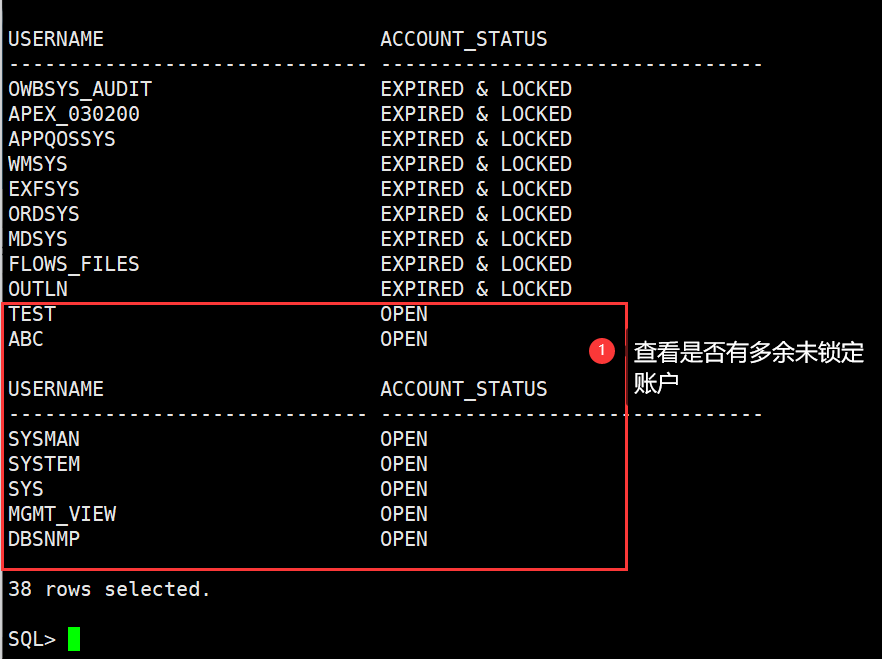 USERNAME ACCOUNT_STATUS
------------------------------ --------------------------------
OWBSYS_AUDIT EXPIRED & LOCKED
APEX_030200 EXPIRED & LOCKED
APPQOSSYS EXPIRED & LOCKED
WMSYS EXPIRED & LOCKED
EXFSYS EXPIRED & LOCKED
ORDSYS EXPIRED & LOCKED
MDSYS EXPIRED & LOCKED
FLOWS_FILES EXPIRED & LOCKED
OUTLN EXPIRED & LOCKED
TEST OPEN
ABC OPEN
1 查看是否有多余未锁定
账户
USERNAME ACCOUNT_STATUS
------------------------------ --------------------------------
SYSMAN OPEN
SYSTEM OPEN
SYS OPEN
MGMT_VIEW OPEN
DBSNMP OPEN
38 rows selected.
SQL>